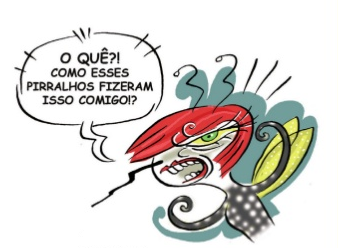 O QUÊ?!
COMO ESSES
PIRRALHOS FIZERAM
ISSO COMIGO!?